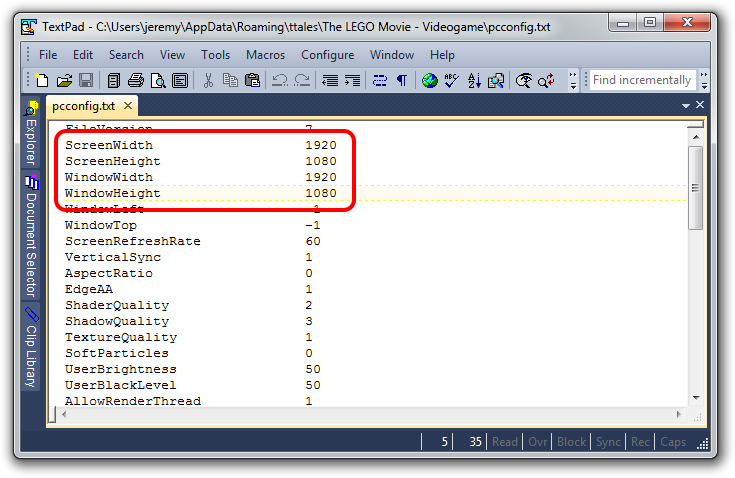 TextPad - C:\Users\jeremy\AppData\Roaming\ttales\The LEGO Movie - Videogame\pcconfig.txt
File Edit Search View Tools Macros Configure Window Help
Find incrementally
pcconfig.txt
Explorer
Document Selector
Clip Library
FileVersion 7
ScreenWidth 1920
ScreenHeight 1080
WindowWidth 1920
WindowHeight 1080
WindowLeft -1
WindowTop -1
ScreenRefreshRate 60
VerticalSync 1
AspectRatio 0
EdgeAA 1
ShaderQuality 2
ShadowQuality 3
TextureQuality 1
SoftParticles 0
UserBrightness 50
UserBlackLevel 50
AllowRenderThread 1
5 35 Read Ovr Block Sync Rec Caps